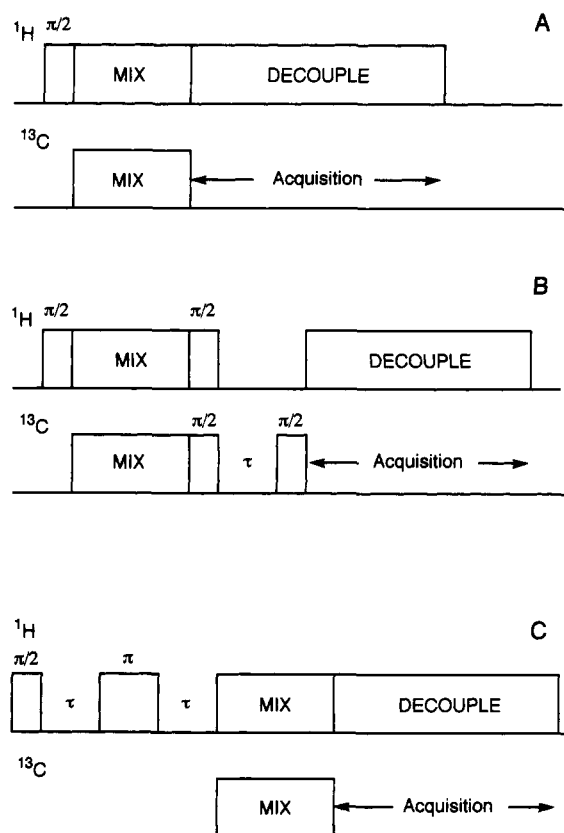 A
¹H π/2
MIX DECOUPLE
¹³C
MIX Acquisition
B
¹H π/2 π/2
MIX DECOUPLE
¹³C π/2 π/2
MIX τ Acquisition
C
¹H
π/2 π
τ τ MIX DECOUPLE
¹³C
MIX Acquisition